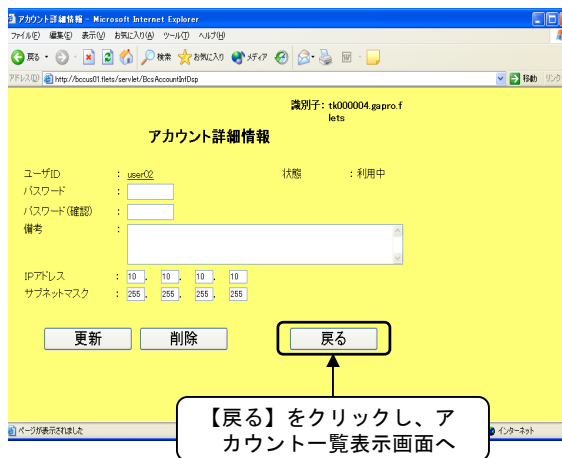 アカウント詳細情報 - Microsoft Internet Explorer
ファイル(F) 編集(E) 表示(V) お気に入り(A) ツール(T) ヘルプ(H)
戻る 検索 お気に入り メディア
アドレス(D) http://bccus01.flets/servlet/BcsAccountInfDsp 移動 リンク
識別子: tk000004.gapro.f
lets
アカウント詳細情報
ユーザID : user02 状態 : 利用中
パスワード :
パスワード(確認) :
備考 :
IPアドレス : 10 . 10 . 10 . 10
サブネットマスク : 255 . 255 . 255 . 255
更新 削除 戻る
【戻る】をクリックし、ア
カウント一覧表示画面へ
ページが表示されました インターネット